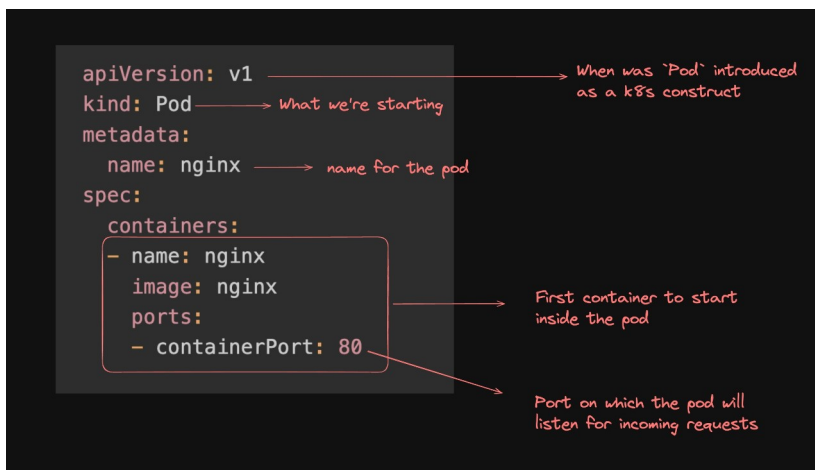 apiVersion: v1
When was `Pod` introduced
as a k8s construct
kind: Pod
What we're starting
metadata:
name: nginx
name for the pod
spec:
containers:
- name: nginx
image: nginx
ports:
- containerPort: 80
First container to start
inside the pod
Port on which the pod will
listen for incoming requests